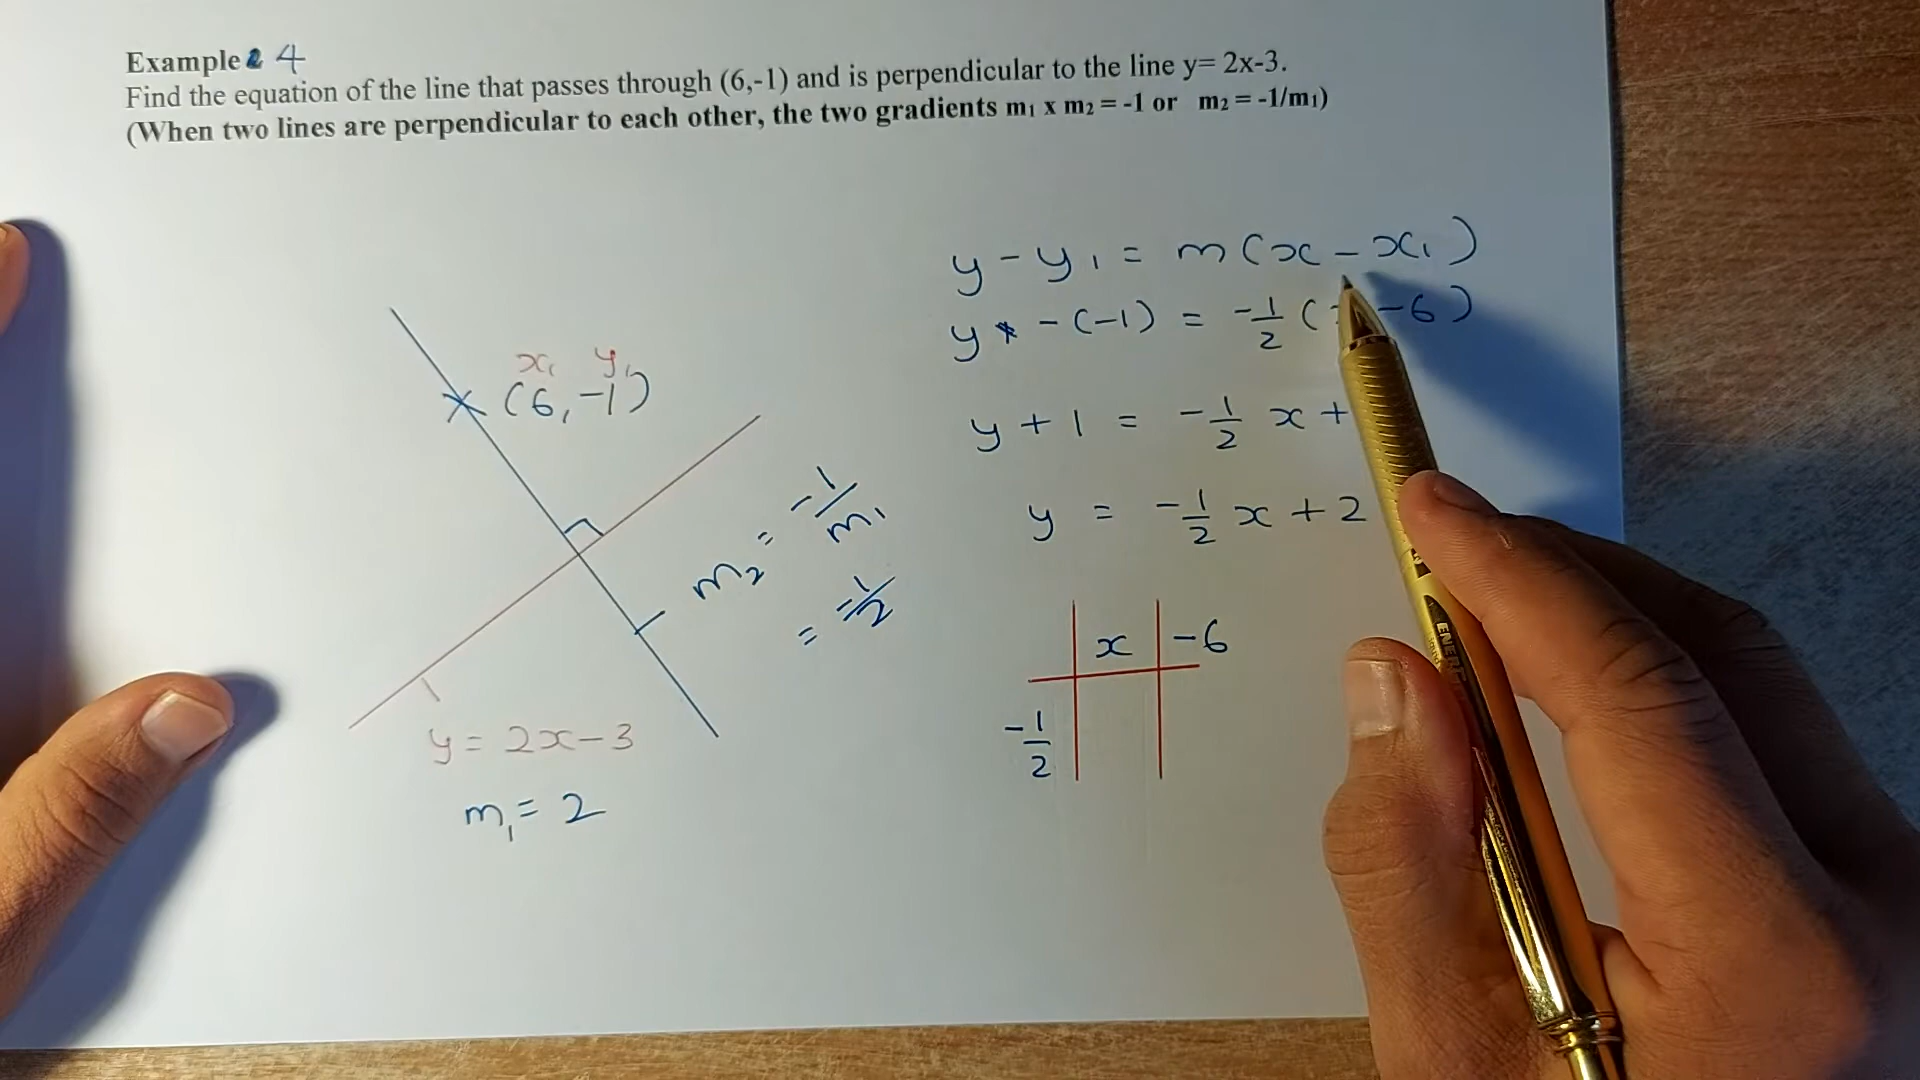 Example 4
Find the equation of the line that passes through (6,-1) and is perpendicular to the line y= 2x-3.
(When two lines are perpendicular to each other, the two gradients m₁ x m₂ = -1 or m₂ = -1/m₁)
y - y₁ = m(x - x₁)
y - (-1) = -1/2 ( -6)
y + 1 = -1/2 x +
y = -1/2 x + 2
x₁ y₁
(6, -1)
m₂ = -1/m₁
= -1/2
y = 2x-3
m₁ = 2
x -6
-1/2
ENER